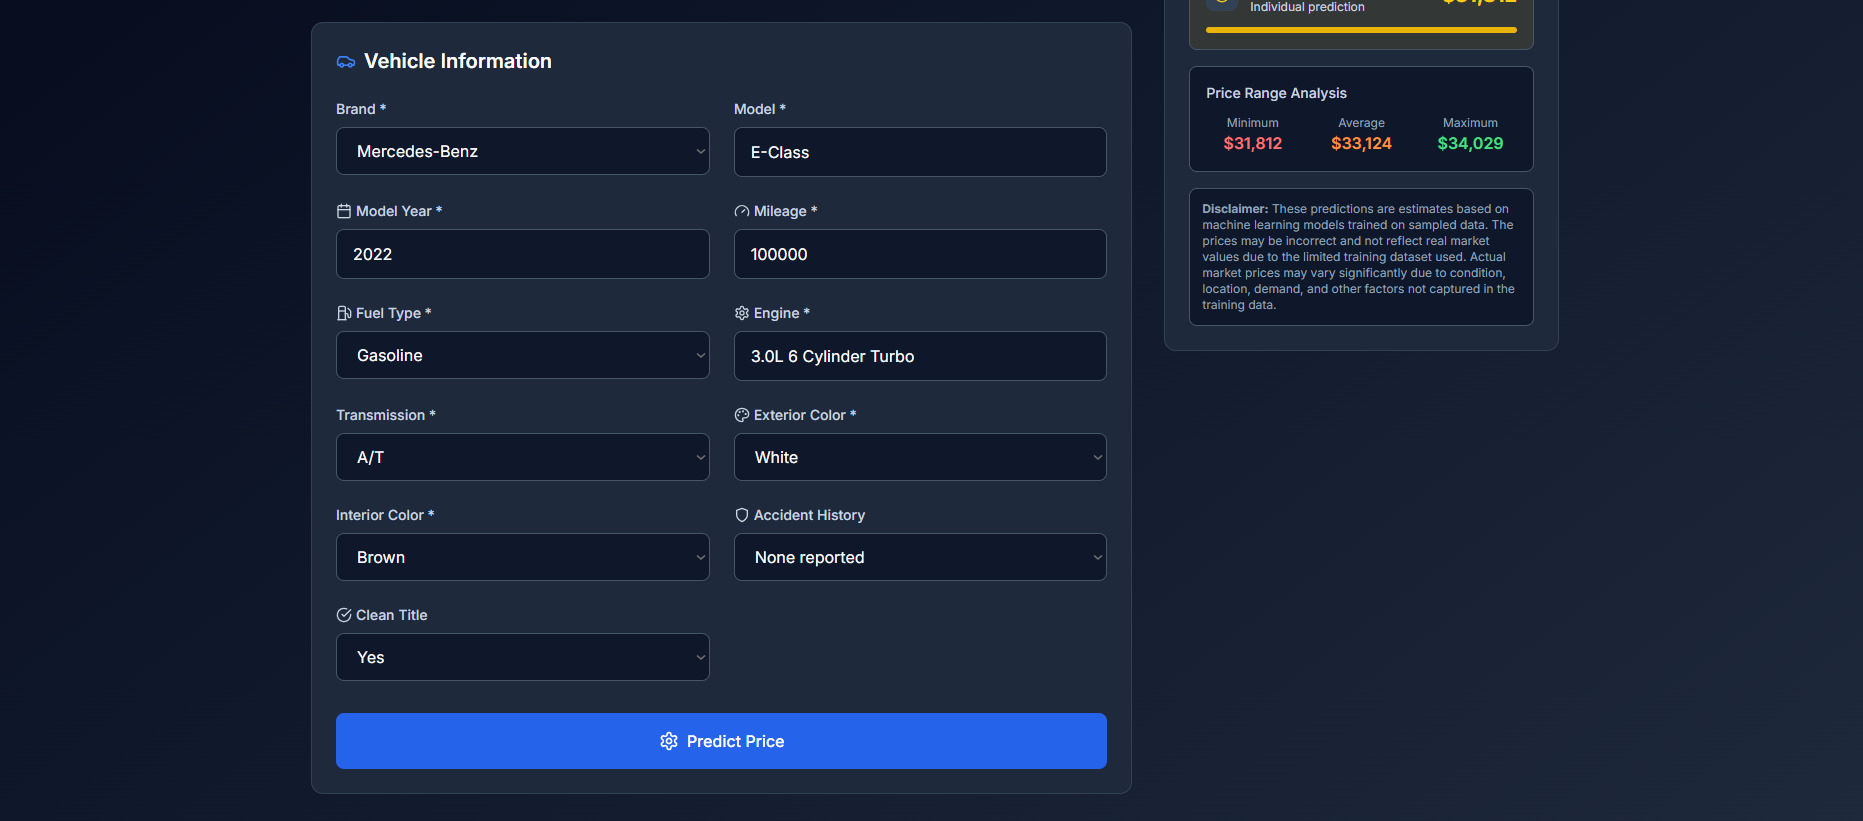 Vehicle Information
Brand *
Model *
Mercedes-Benz
E-Class
Model Year *
Mileage *
2022
100000
Fuel Type *
Engine *
Gasoline
3.0L 6 Cylinder Turbo
Transmission *
Exterior Color *
A/T
White
Interior Color *
Accident History
Brown
None reported
Clean Title
Yes
Predict Price
Individual prediction
Price Range Analysis
Minimum
Average
Maximum
$31,812
$33,124
$34,029
Disclaimer: These predictions are estimates based on
machine learning models trained on sampled data. The
prices may be incorrect and not reflect real market
values due to the limited training dataset used. Actual
market prices may vary significantly due to condition,
location, demand, and other factors not captured in the
training data.